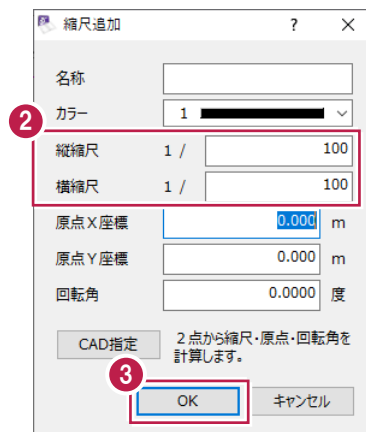 縮尺追加 ? ×
名称
カラー 1
2
縦縮尺 1 / 100
横縮尺 1 / 100
原点X座標 0.000 m
原点Y座標 0.000 m
回転角 0.0000 度
CAD指定 2点から縮尺・原点・回転角を
計算します。
3
OK キャンセル